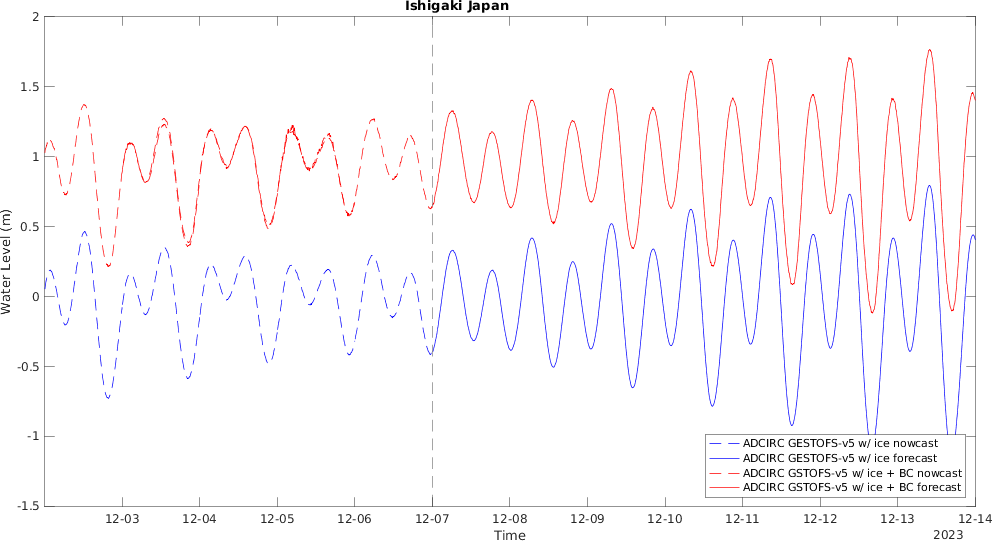 Ishigaki Japan
Water Level (m)
2
1.5
1
0.5
0
-0.5
-1
-1.5
ADCIRC GESTOFS-v5 w/ ice nowcast
ADCIRC GESTOFS-v5 w/ ice forecast
ADCIRC GSTOFS-v5 w/ ice + BC nowcast
ADCIRC GSTOFS-v5 w/ ice + BC forecast
12-03 12-04 12-05 12-06 12-07 12-08 12-09 12-10 12-11 12-12 12-13 12-14
Time
2023